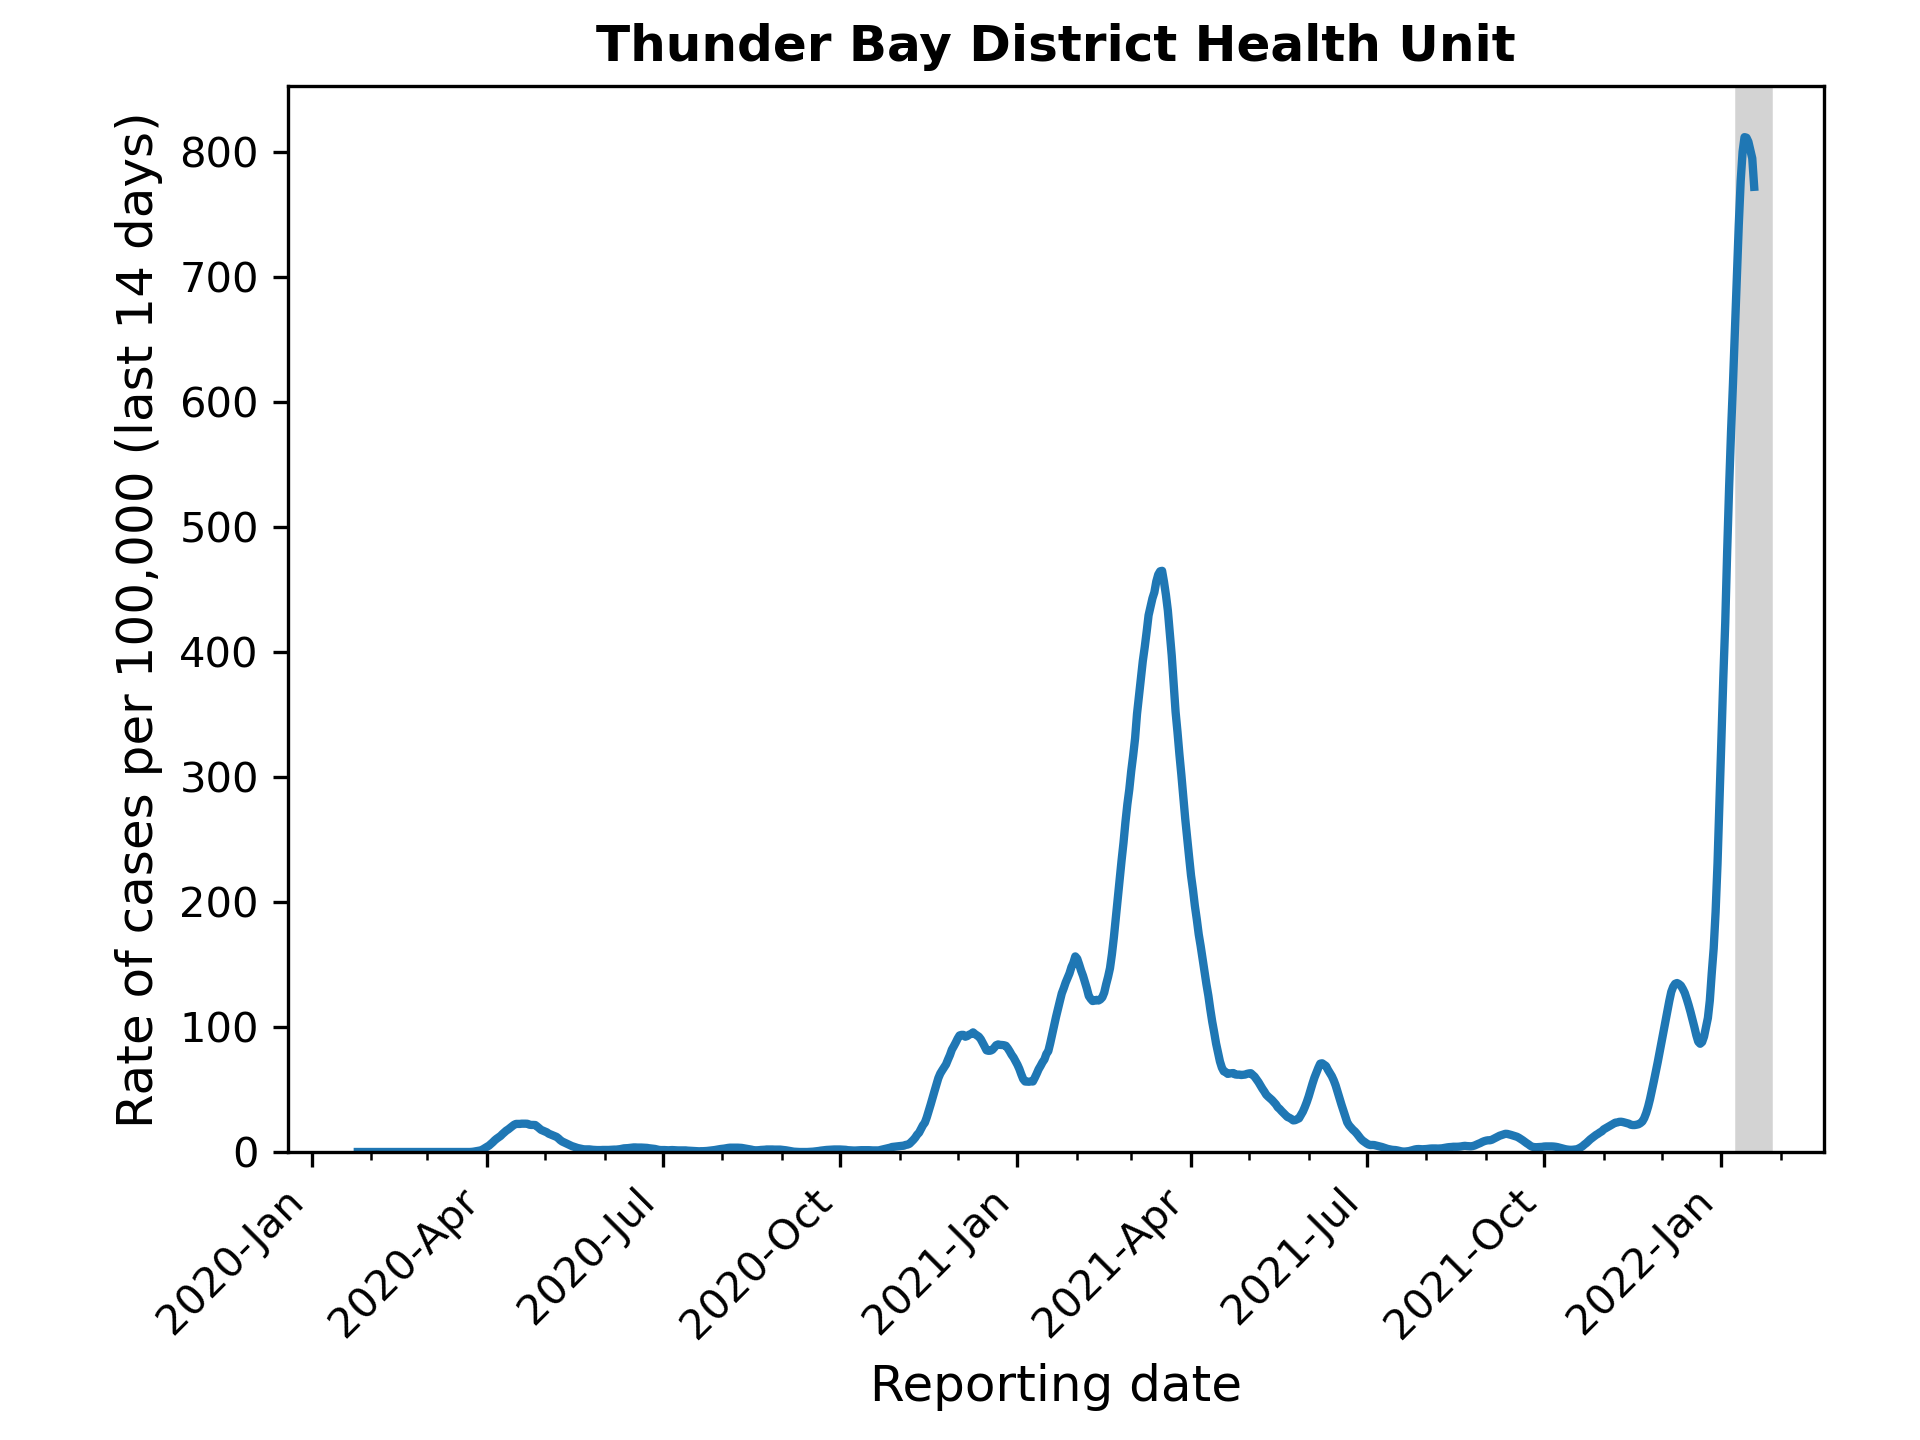 Thunder Bay District Health Unit
Rate of cases per 100,000 (last 14 days)
800
700
600
500
400
300
200
100
0
2020-Jan
2020-Apr
2020-Jul
2020-Oct
2021-Jan
2021-Apr
2021-Jul
2021-Oct
2022-Jan
Reporting date